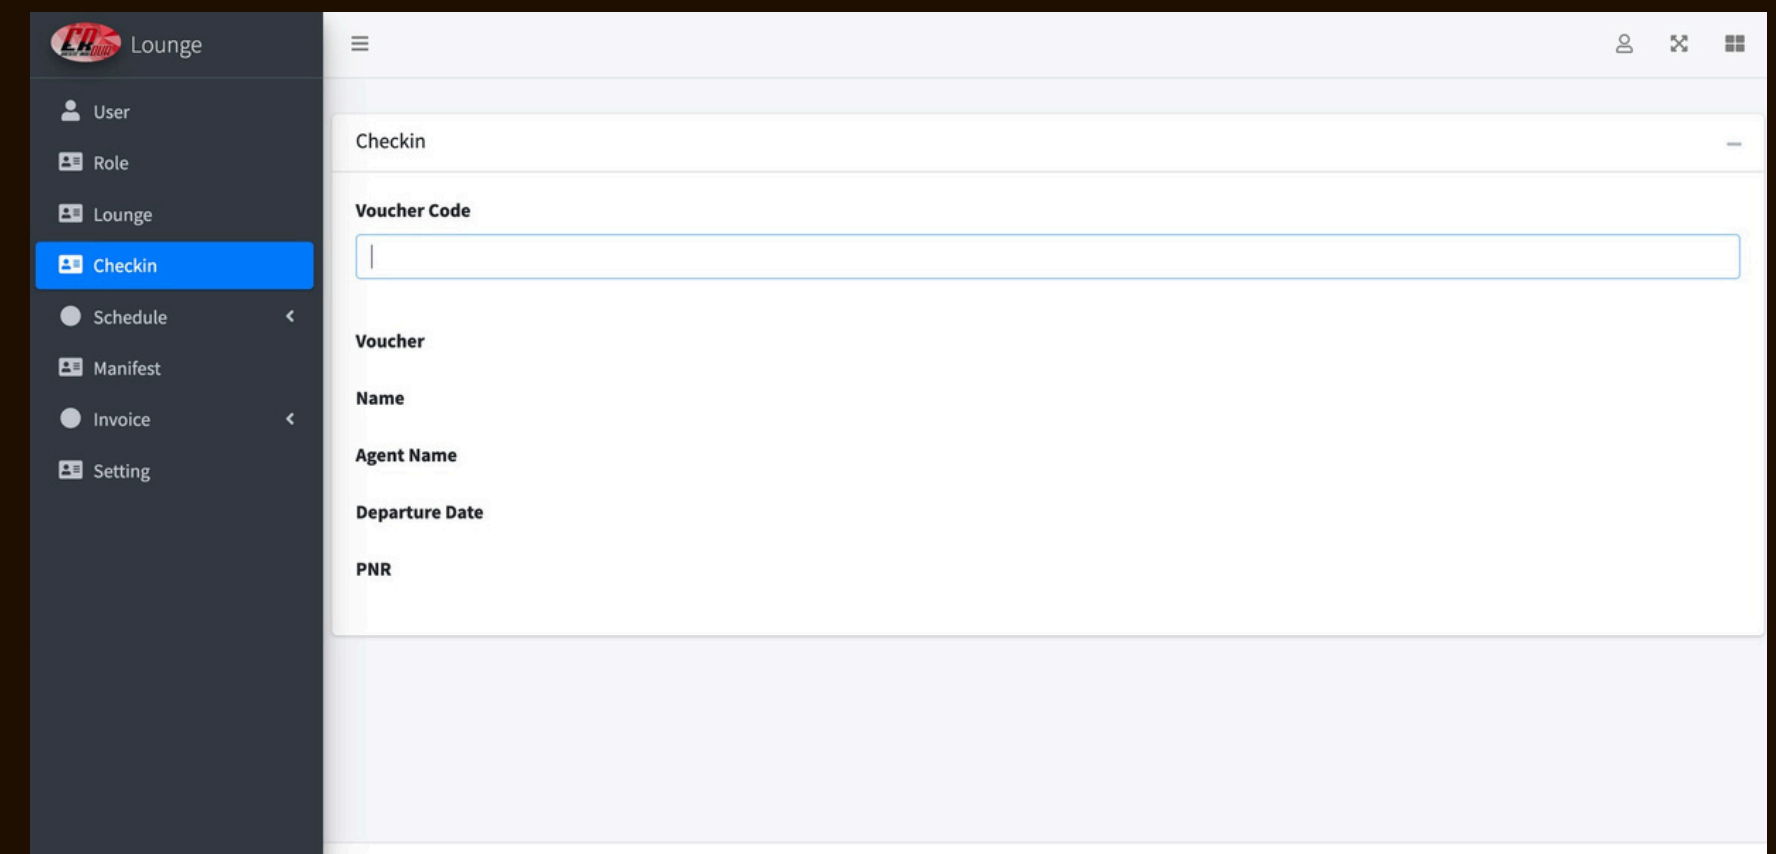 Lounge
User
Role
Lounge
Checkin
Schedule
Manifest
Invoice
Setting
Checkin
Voucher Code
Voucher
Name
Agent Name
Departure Date
PNR